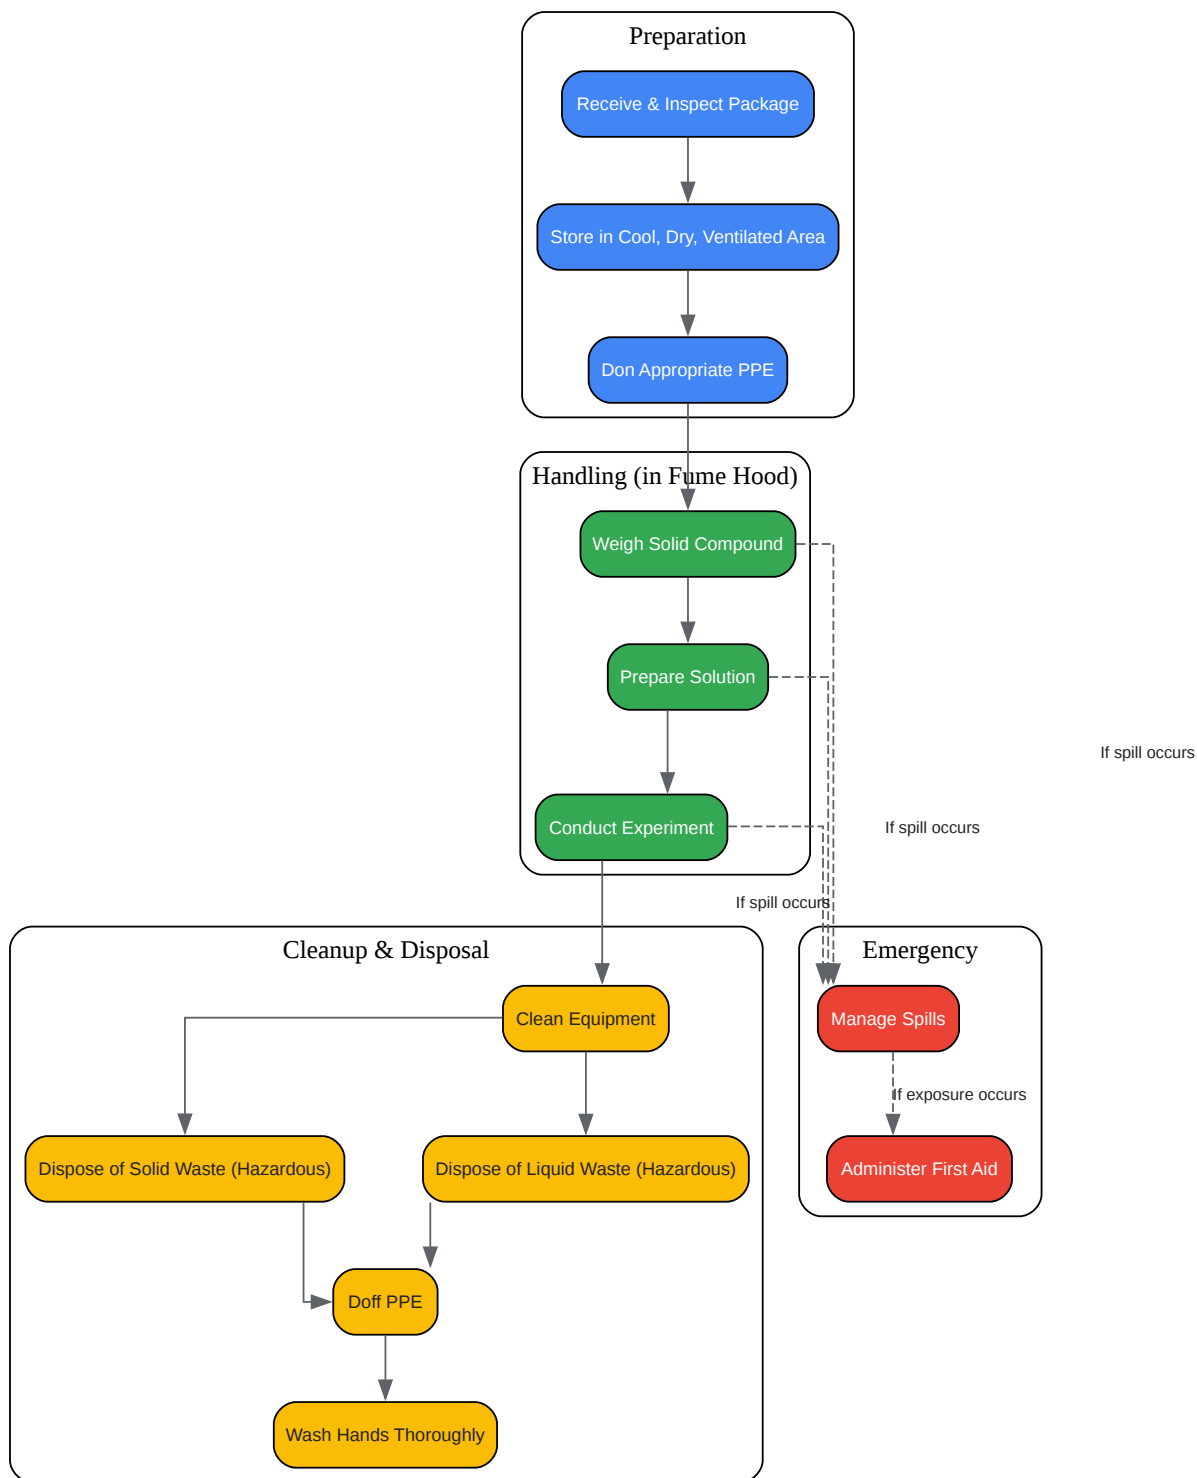 Preparation
Receive & Inspect Package
Store in Cool, Dry, Ventilated Area
Don Appropriate PPE
Handling (in Fume Hood)
Weigh Solid Compound
Prepare Solution
If spill occurs
Conduct Experiment
If spill occurs
If spill occurs
Cleanup & Disposal
Emergency
Clean Equipment
Manage Spills
If exposure occurs
Dispose of Solid Waste (Hazardous)
Dispose of Liquid Waste (Hazardous)
Administer First Aid
Doff PPE
Wash Hands Thoroughly